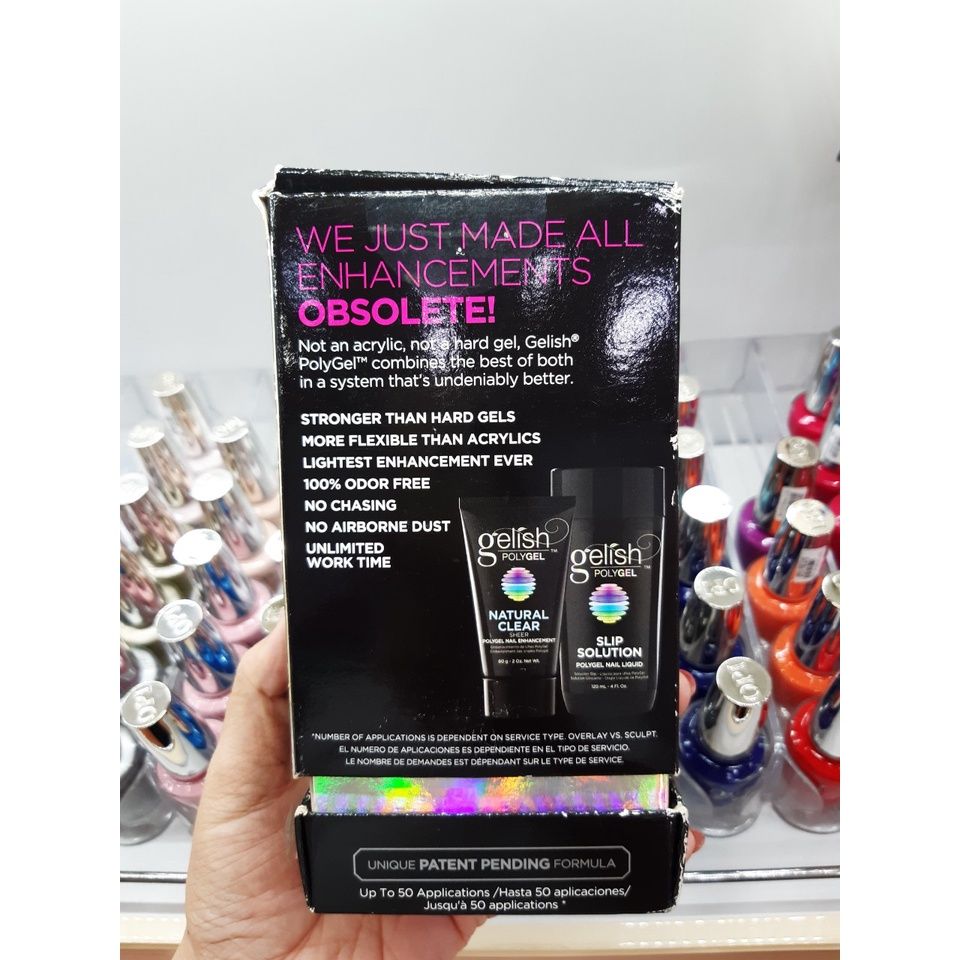 WE JUST MADE ALL
ENHANCEMENTS
OBSOLETE!
Not an acrylic, not a hard gel, Gelish®
PolyGel™ combines the best of both
in a system that's undeniably better.
STRONGER THAN HARD GELS
MORE FLEXIBLE THAN ACRYLICS
LIGHTEST ENHANCEMENT EVER
100% ODOR FREE
NO CHASING
NO AIRBORNE DUST
UNLIMITED
WORK TIME
gelish
POLYGEL™
NATURAL
CLEAR
SHEER
POLYGEL NAIL ENHANCEMENT
60 g - 2 Oz. Net Wt.
gelish
POLYGEL™
SLIP
SOLUTION
POLYGEL NAIL LIQUID
120 mL - 4 Fl. Oz.
*NUMBER OF APPLICATIONS IS DEPENDENT ON SERVICE TYPE. OVERLAY VS. SCULPT.
EL NUMERO DE APLICACIONES ES DEPENDIENTE EN EL TIPO DE SERVICIO.
LE NOMBRE DE DEMANDES EST DÉPENDANT SUR LE TYPE DE SERVICE.
UNIQUE PATENT PENDING FORMULA
Up To 50 Applications /Hasta 50 aplicaciones/
Jusqu'à 50 applications *
OPI
OPI